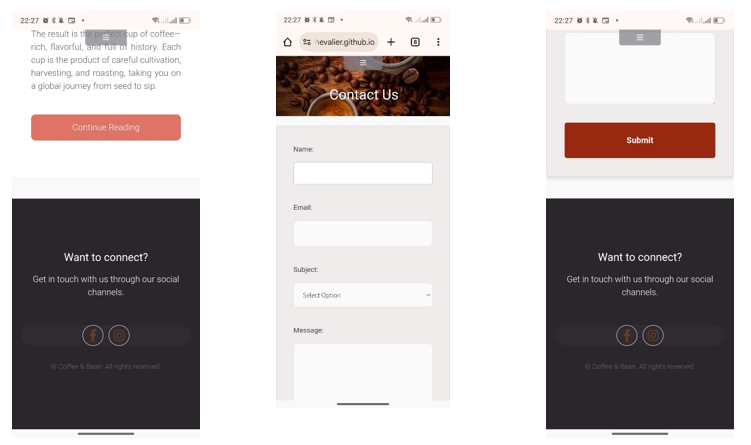 22:27
The result is the perfect cup of coffee—
rich, flavorful, and full of history. Each
cup is the product of careful cultivation,
harvesting, and roasting, taking you on
a global journey from seed to sip.
Continue Reading
Want to connect?
Get in touch with us through our social
channels.
© Coffee & Bean. All rights reserved.
22:27
hevalier.github.io
8
Contact Us
Name:
Email:
Subject:
Select Option
Message:
22:27
Submit
Want to connect?
Get in touch with us through our social
channels.
© Coffee & Bean. All rights reserved.